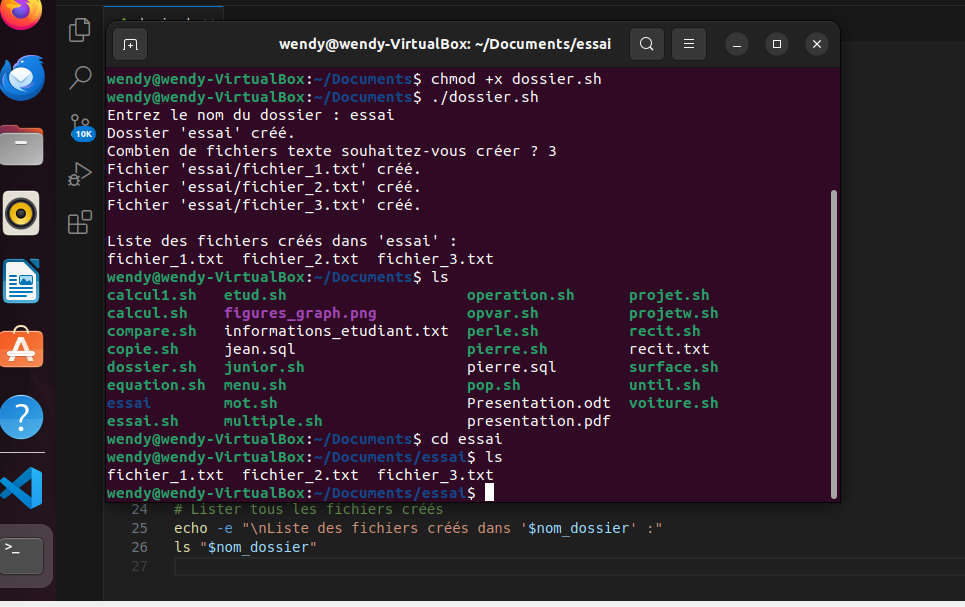 wendy@wendy-VirtualBox: ~/Documents/essai
wendy@wendy-VirtualBox:~/Documents$ chmod +x dossier.sh
wendy@wendy-VirtualBox:~/Documents$ ./dossier.sh
Entrez le nom du dossier : essai
Dossier 'essai' créé.
Combien de fichiers texte souhaitez-vous créer ? 3
Fichier 'essai/fichier_1.txt' créé.
Fichier 'essai/fichier_2.txt' créé.
Fichier 'essai/fichier_3.txt' créé.
Liste des fichiers créés dans 'essai' :
fichier_1.txt  fichier_2.txt  fichier_3.txt
wendy@wendy-VirtualBox:~/Documents$ ls
calcul1.sh   etud.sh                    operation.sh      projet.sh
calcul.sh    figures_graph.png          opvar.sh          projetw.sh
compare.sh   informations_etudiant.txt  perle.sh          recit.sh
copie.sh     jean.sql                   pierre.sh         recit.txt
dossier.sh   junior.sh                  pierre.sql        surface.sh
equation.sh  menu.sh                    pop.sh            until.sh
essai        mot.sh                     Presentation.odt  voiture.sh
essai.sh     multiple.sh                presentation.pdf
wendy@wendy-VirtualBox:~/Documents$ cd essai
wendy@wendy-VirtualBox:~/Documents/essai$ ls
fichier_1.txt  fichier_2.txt  fichier_3.txt
wendy@wendy-VirtualBox:~/Documents/essai$
10K
24 # Lister tous les fichiers créés
25 echo -e "\nListe des fichiers créés dans '$nom_dossier' :"
26 ls "$nom_dossier"
27